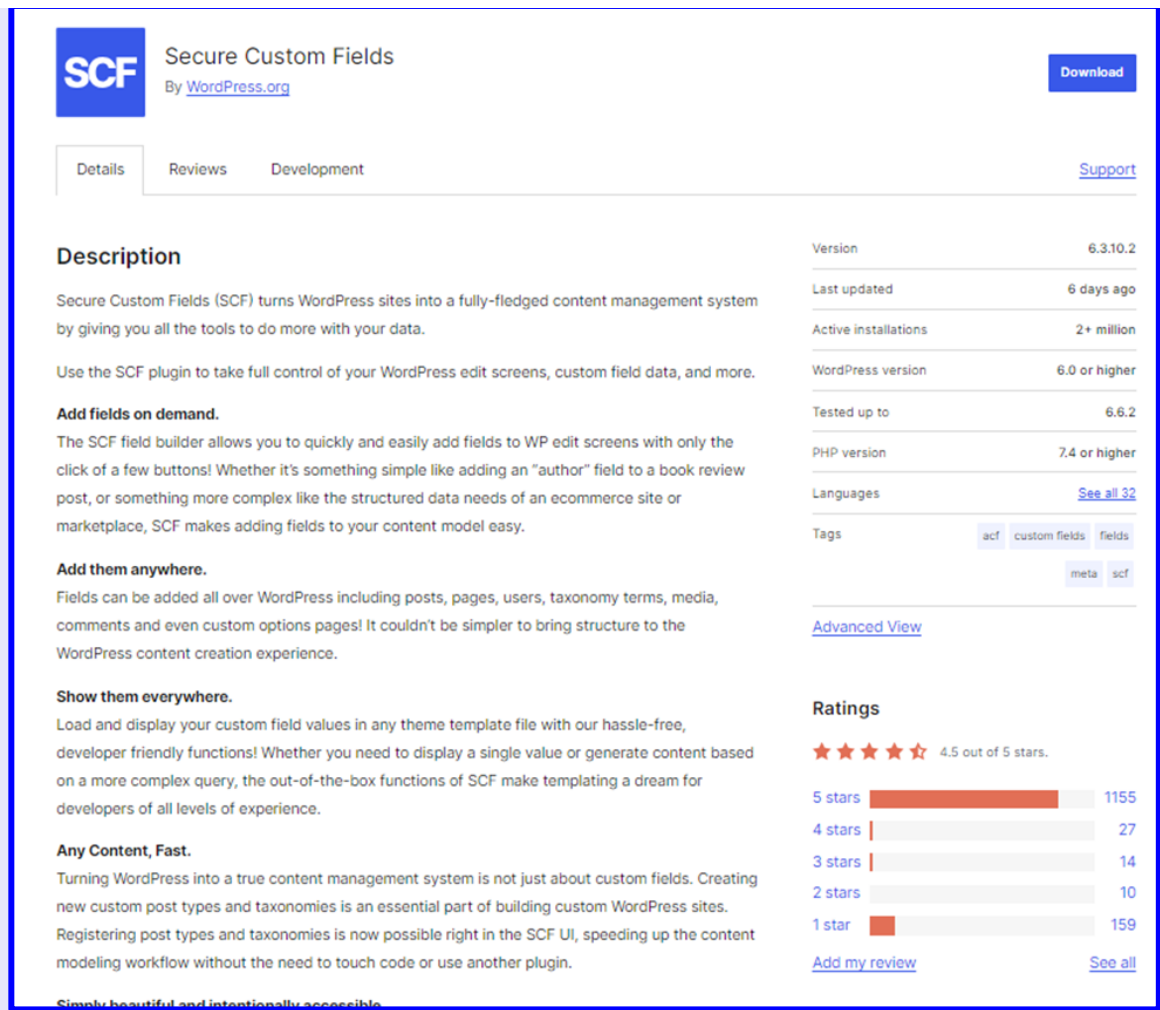 SCF
Secure Custom Fields
By WordPress.org
Download
Details
Reviews
Development
Support
Description
Secure Custom Fields (SCF) turns WordPress sites into a fully-fledged content management system
by giving you all the tools to do more with your data.
Use the SCF plugin to take full control of your WordPress edit screens, custom field data, and more.
Add fields on demand.
The SCF field builder allows you to quickly and easily add fields to WP edit screens with only the
click of a few buttons! Whether it's something simple like adding an "author" field to a book review
post, or something more complex like the structured data needs of an ecommerce site or
marketplace, SCF makes adding fields to your content model easy.
Add them anywhere.
Fields can be added all over WordPress including posts, pages, users, taxonomy terms, media,
comments and even custom options pages! It couldn't be simpler to bring structure to the
WordPress content creation experience.
Show them everywhere.
Load and display your custom field values in any theme template file with our hassle-free,
developer friendly functions! Whether you need to display a single value or generate content based
on a more complex query, the out-of-the-box functions of SCF make templating a dream for
developers of all levels of experience.
Any Content, Fast.
Turning WordPress into a true content management system is not just about custom fields. Creating
new custom post types and taxonomies is an essential part of building custom WordPress sites.
Registering post types and taxonomies is now possible right in the SCF UI, speeding up the content
modeling workflow without the need to touch code or use another plugin.
Simply beautiful and intentionally accessible.
Version 6.3.10.2
Last updated 6 days ago
Active installations 2+ million
WordPress version 6.0 or higher
Tested up to 6.6.2
PHP version 7.4 or higher
Languages See all 32
Tags acf custom fields fields
meta scf
Advanced View
Ratings
4.5 out of 5 stars.
5 stars 1155
4 stars 27
3 stars 14
2 stars 10
1 star 159
Add my review See all